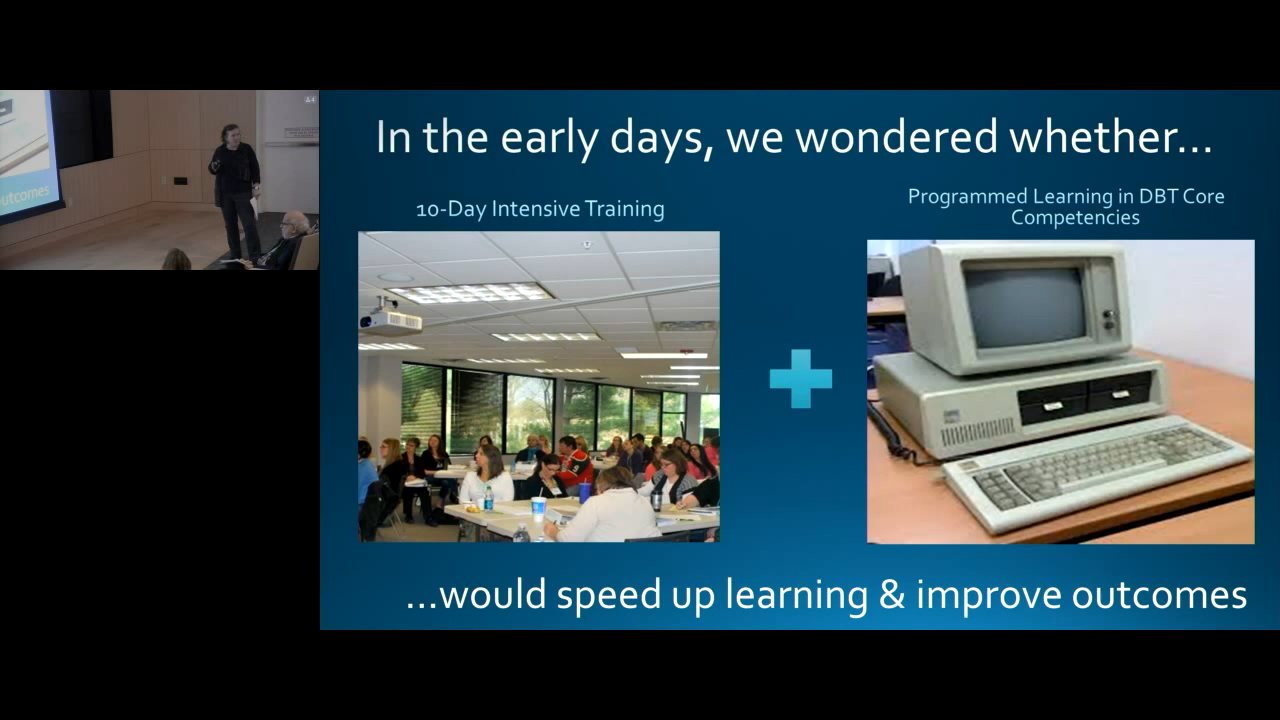 In the early days, we wondered whether...
10-Day Intensive Training
Programmed Learning in DBT Core
Competencies
...would speed up learning & improve outcomes
outcomes